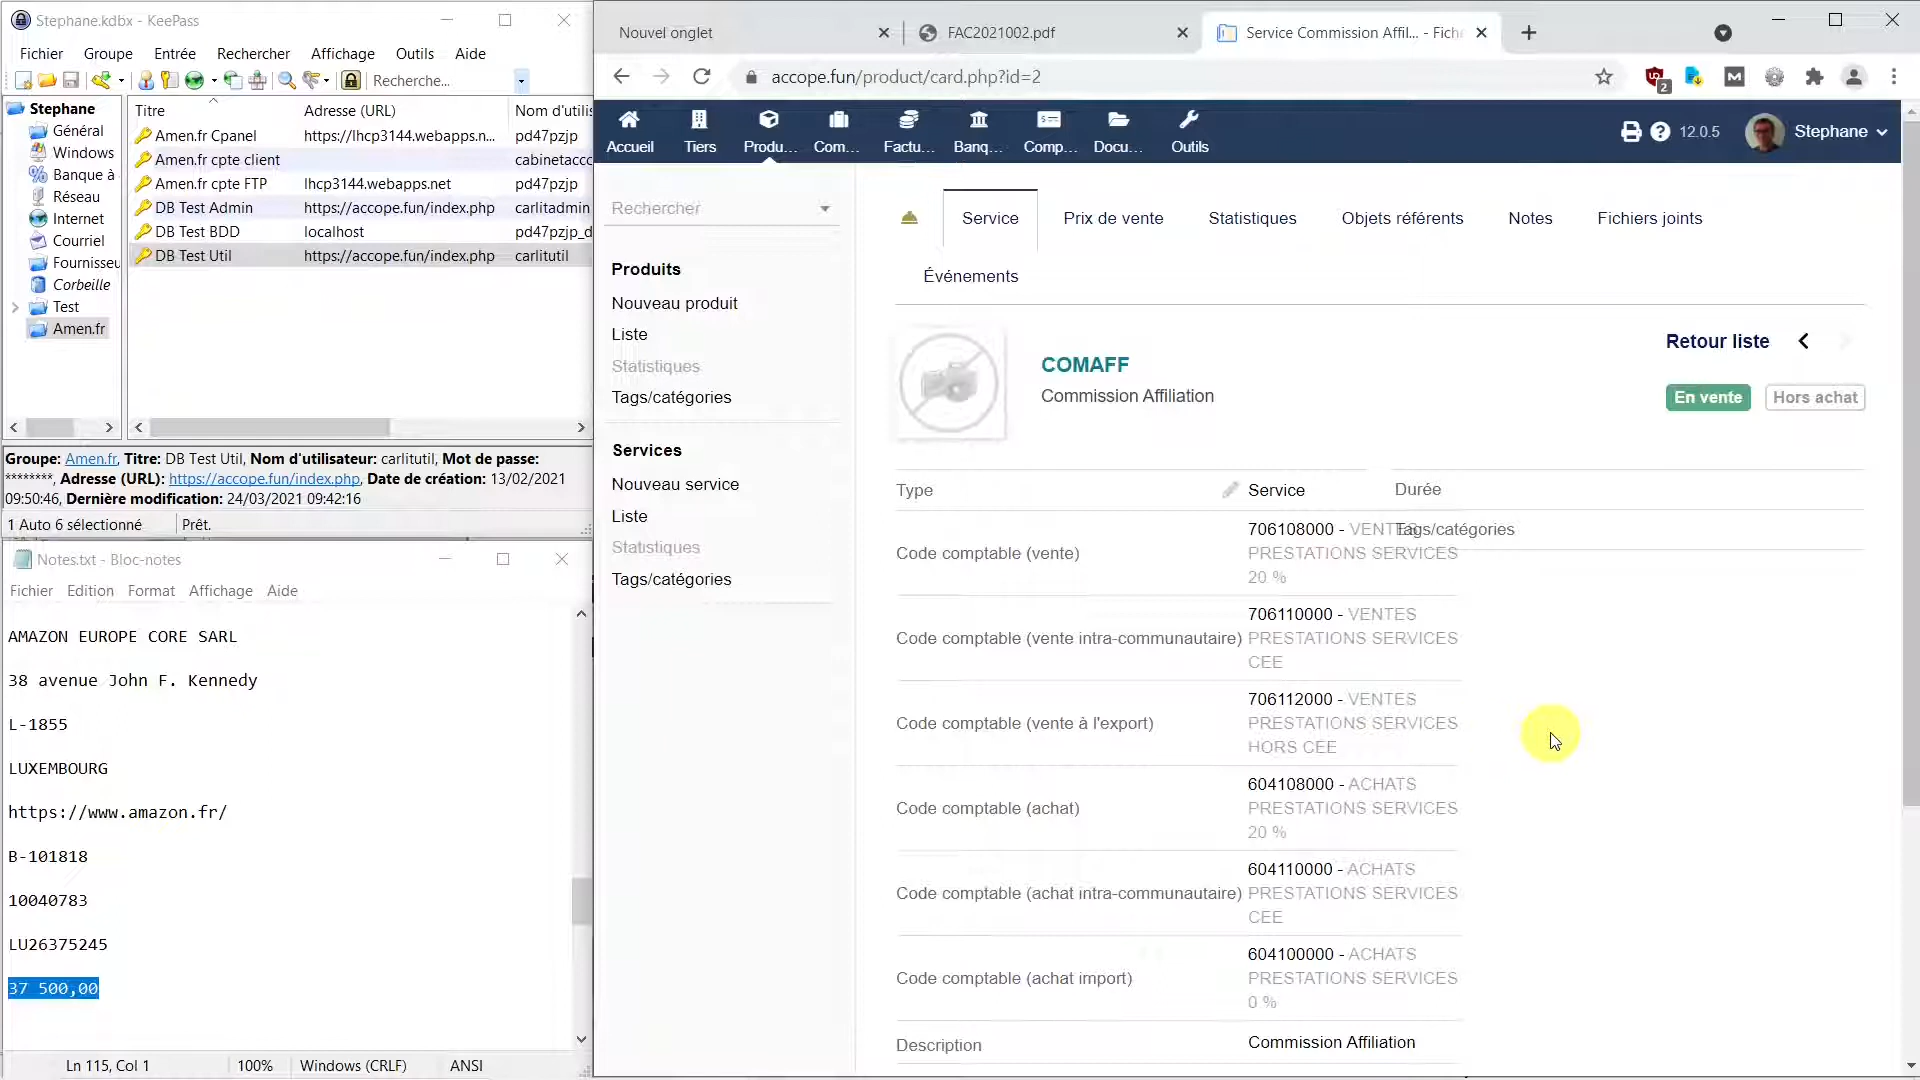 Stephane.kdbx - KeePass
Fichier Groupe Entrée Rechercher Affichage Outils Aide
Recherche...
Stephane
Général
Windows
Banque à
Réseau
Internet
Courriel
Fournisseu
Corbeille
Test
Amen.fr
Titre Adresse (URL) Nom d'utilis
Amen.fr Cpanel https://lhcp3144.webapps.n... pd47pzjp
Amen.fr cpte client cabinetacco
Amen.fr cpte FTP lhcp3144.webapps.net pd47pzjp
DB Test Admin https://accope.fun/index.php carlitadmin
DB Test BDD localhost pd47pzjp_d
DB Test Util https://accope.fun/index.php carlitutil
Groupe: Amen.fr, Titre: DB Test Util, Nom d'utilisateur: carlitutil, Mot de passe:
********, Adresse (URL): https://accope.fun/index.php, Date de création: 13/02/2021
09:50:46, Dernière modification: 24/03/2021 09:42:16
1 Auto 6 sélectionné Prêt.
Notes.txt - Bloc-notes
Fichier Edition Format Affichage Aide
AMAZON EUROPE CORE SARL
38 avenue John F. Kennedy
L-1855
LUXEMBOURG
https://www.amazon.fr/
B-101818
10040783
LU26375245
37 500,00
Ln 115, Col 1 100% Windows (CRLF) ANSI
Nouvel onglet FAC2021002.pdf Service Commission Affil... - Fiche
accope.fun/product/card.php?id=2
2
Accueil Tiers Produ... Com... Factu... Banq... Comp... Docu... Outils
12.0.5 Stephane
Rechercher
Produits
Nouveau produit
Liste
Statistiques
Tags/catégories
Services
Nouveau service
Liste
Statistiques
Tags/catégories
Service Prix de vente Statistiques Objets référents Notes Fichiers joints
Événements
COMAFF
Commission Affiliation
Retour liste
En vente Hors achat
Type Service
Durée
Tags/catégories
Code comptable (vente)
706108000 - VENTES
PRESTATIONS SERVICES
20 %
Code comptable (vente intra-communautaire)
706110000 - VENTES
PRESTATIONS SERVICES
CEE
Code comptable (vente à l'export)
706112000 - VENTES
PRESTATIONS SERVICES
HORS CEE
Code comptable (achat)
604108000 - ACHATS
PRESTATIONS SERVICES
20 %
Code comptable (achat intra-communautaire)
604110000 - ACHATS
PRESTATIONS SERVICES
CEE
Code comptable (achat import)
604100000 - ACHATS
PRESTATIONS SERVICES
0 %
Description Commission Affiliation